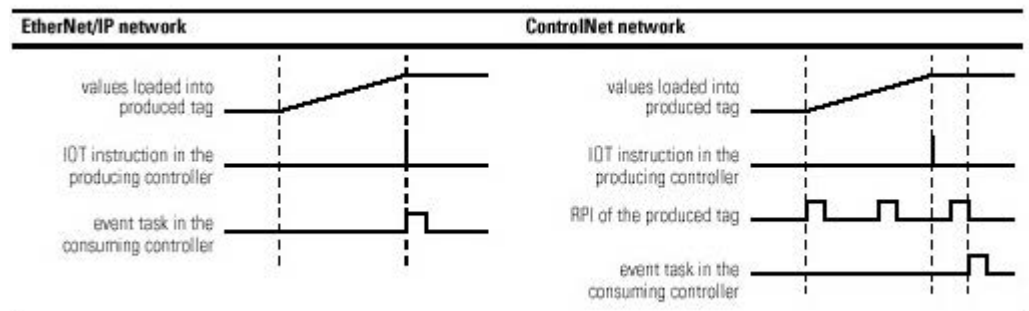 EtherNet/IP network
values loaded into
produced tag
IOT instruction in the
producing controller
event task in the
consuming controller
ControlNet network
values loaded into
produced tag
IOT instruction in the
producing controller
RPI of the produced tag
event task in the
consuming controller